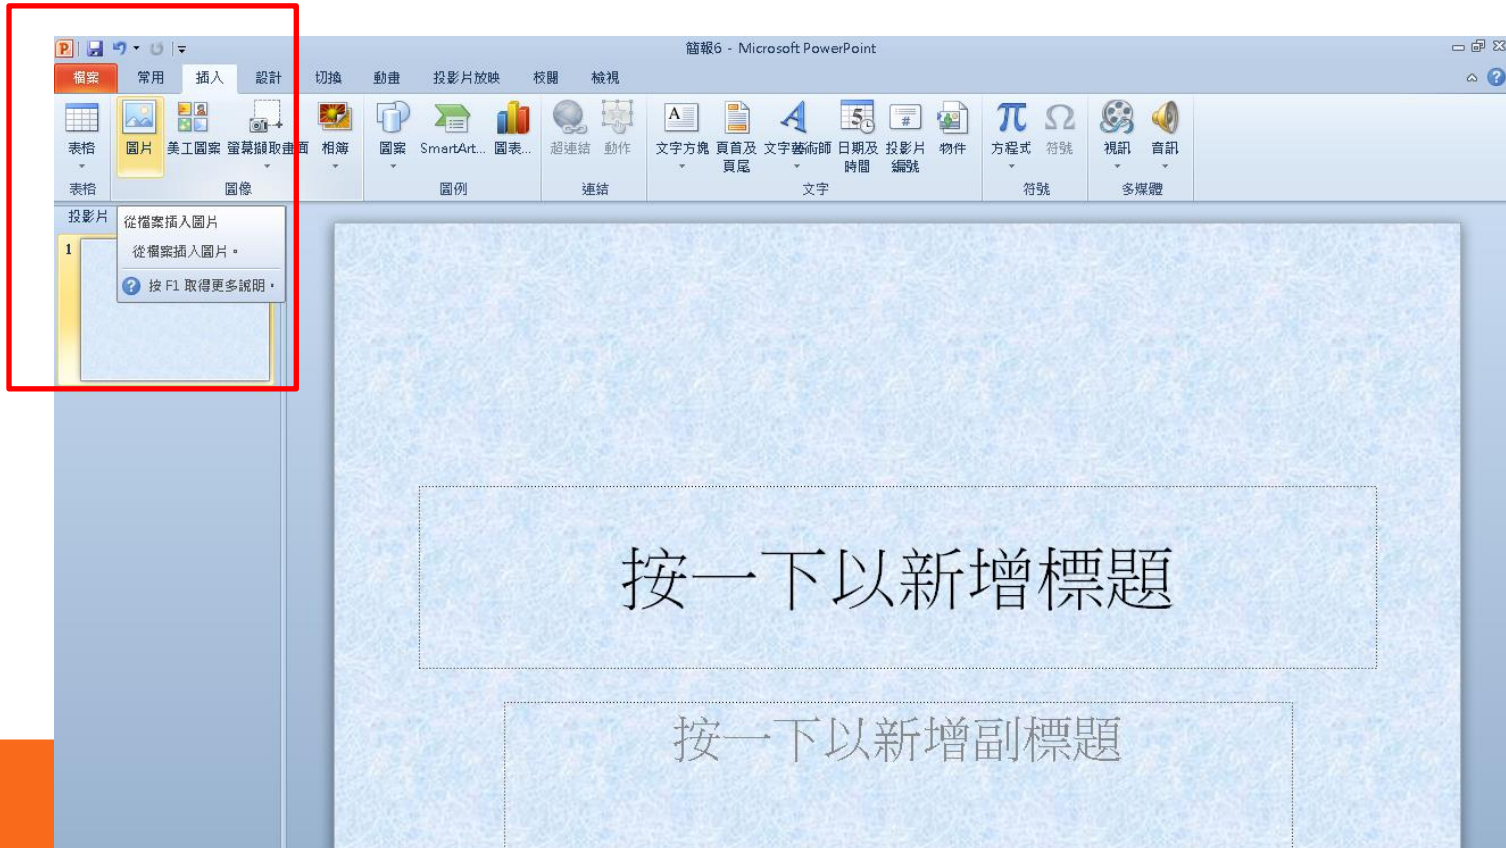 簡報6 - Microsoft PowerPoint
檔案 常用 插入 設計 切換 動畫 投影片放映 校閱 檢視
表格 圖片 美工圖案 螢幕擷取畫面 相簿 圖案 SmartArt... 圖表... 超連結 動作 文字方塊 頁首及頁尾 文字藝術師 日期及時間 投影片編號 物件 方程式 符號 視訊 音訊
表格 圖像 圖例 連結 文字 符號 多媒體
投影片
從檔案插入圖片
從檔案插入圖片。
按 F1 取得更多說明。
1
按一下以新增標題
按一下以新增副標題